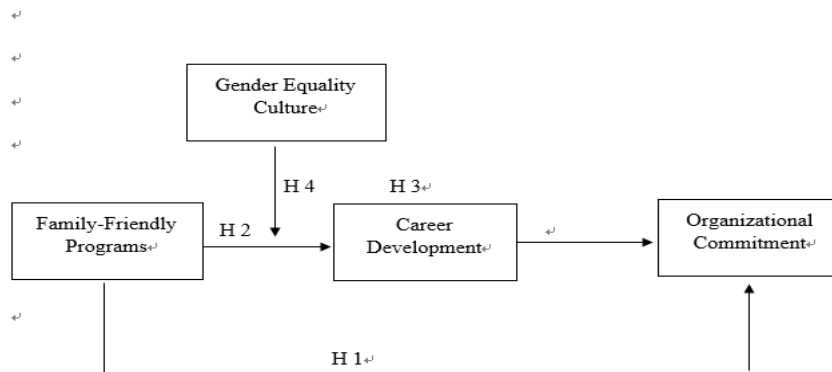 Gender Equality
Culture
H 4
H 3
Family-Friendly
Programs
H 2
Career
Development
Organizational
Commitment
H 1